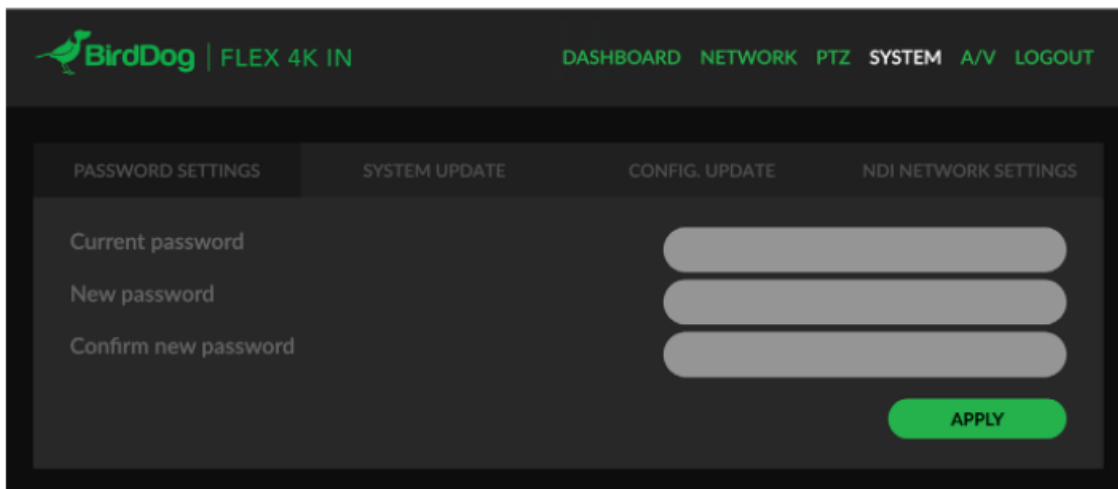 BirdDog | FLEX 4K IN DASHBOARD NETWORK PTZ SYSTEM A/V LOGOUT
PASSWORD SETTINGS SYSTEM UPDATE CONFIG. UPDATE NDI NETWORK SETTINGS
Current password
New password
Confirm new password
APPLY